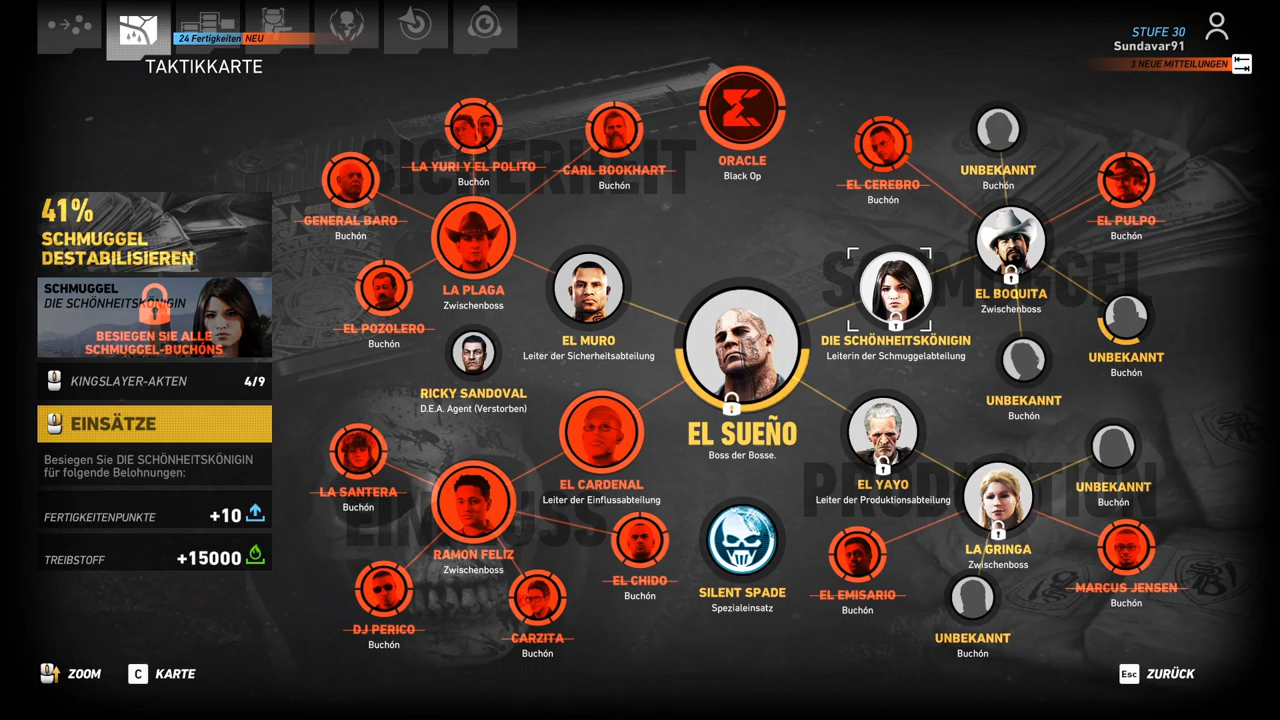 24 Fertigkeiten NEU
TAKTIKKARTE
STUFE 30
Sundavar91
3 NEUE MITTEILUNGEN
SICHERHEIT
SCHMUGGEL
EINFLUSS
PRODUKTION
41%
SCHMUGGEL
DESTABILISIEREN
SCHMUGGEL
DIE SCHÖNHEITSKÖNIGIN
BESIEGEN SIE ALLE
SCHMUGGEL-BUCHÓNS
KINGSLAYER-AKTEN 4/9
EINSÄTZE
Besiegen Sie DIE SCHÖNHEITSKÖNIGIN
für folgende Belohnungen:
FERTIGKEITENPUNKTE +10
TREIBSTOFF +15000
LA YURI Y EL POLITO
Buchón
CARL BOOKHART
Buchón
ORACLE
Black Op
EL CEREBRO
Buchón
UNBEKANNT
Buchón
GENERAL BARO
Buchón
EL PULPO
Buchón
LA PLAGA
Zwischenboss
EL BOQUITA
Zwischenboss
EL POZOLERO
Buchón
EL MURO
Leiter der Sicherheitsabteilung
DIE SCHÖNHEITSKÖNIGIN
Leiterin der Schmuggelabteilung
UNBEKANNT
Buchón
RICKY SANDOVAL
D.E.A. Agent (Verstorben)
UNBEKANNT
Buchón
EL SUEÑO
Boss der Bosse.
EL CARDENAL
Leiter der Einflussabteilung
EL YAYO
Leiter der Produktionsabteilung
LA SANTERA
Buchón
UNBEKANNT
Buchón
RAMON FELIZ
Zwischenboss
LA GRINGA
Zwischenboss
EL CHIDO
Buchón
SILENT SPADE
Spezialeinsatz
EL EMISARIO
Buchón
MARCUS JENSEN
Buchón
DJ PERICO
Buchón
CARZITA
Buchón
UNBEKANNT
Buchón
ZOOM
C KARTE
Esc ZURÜCK